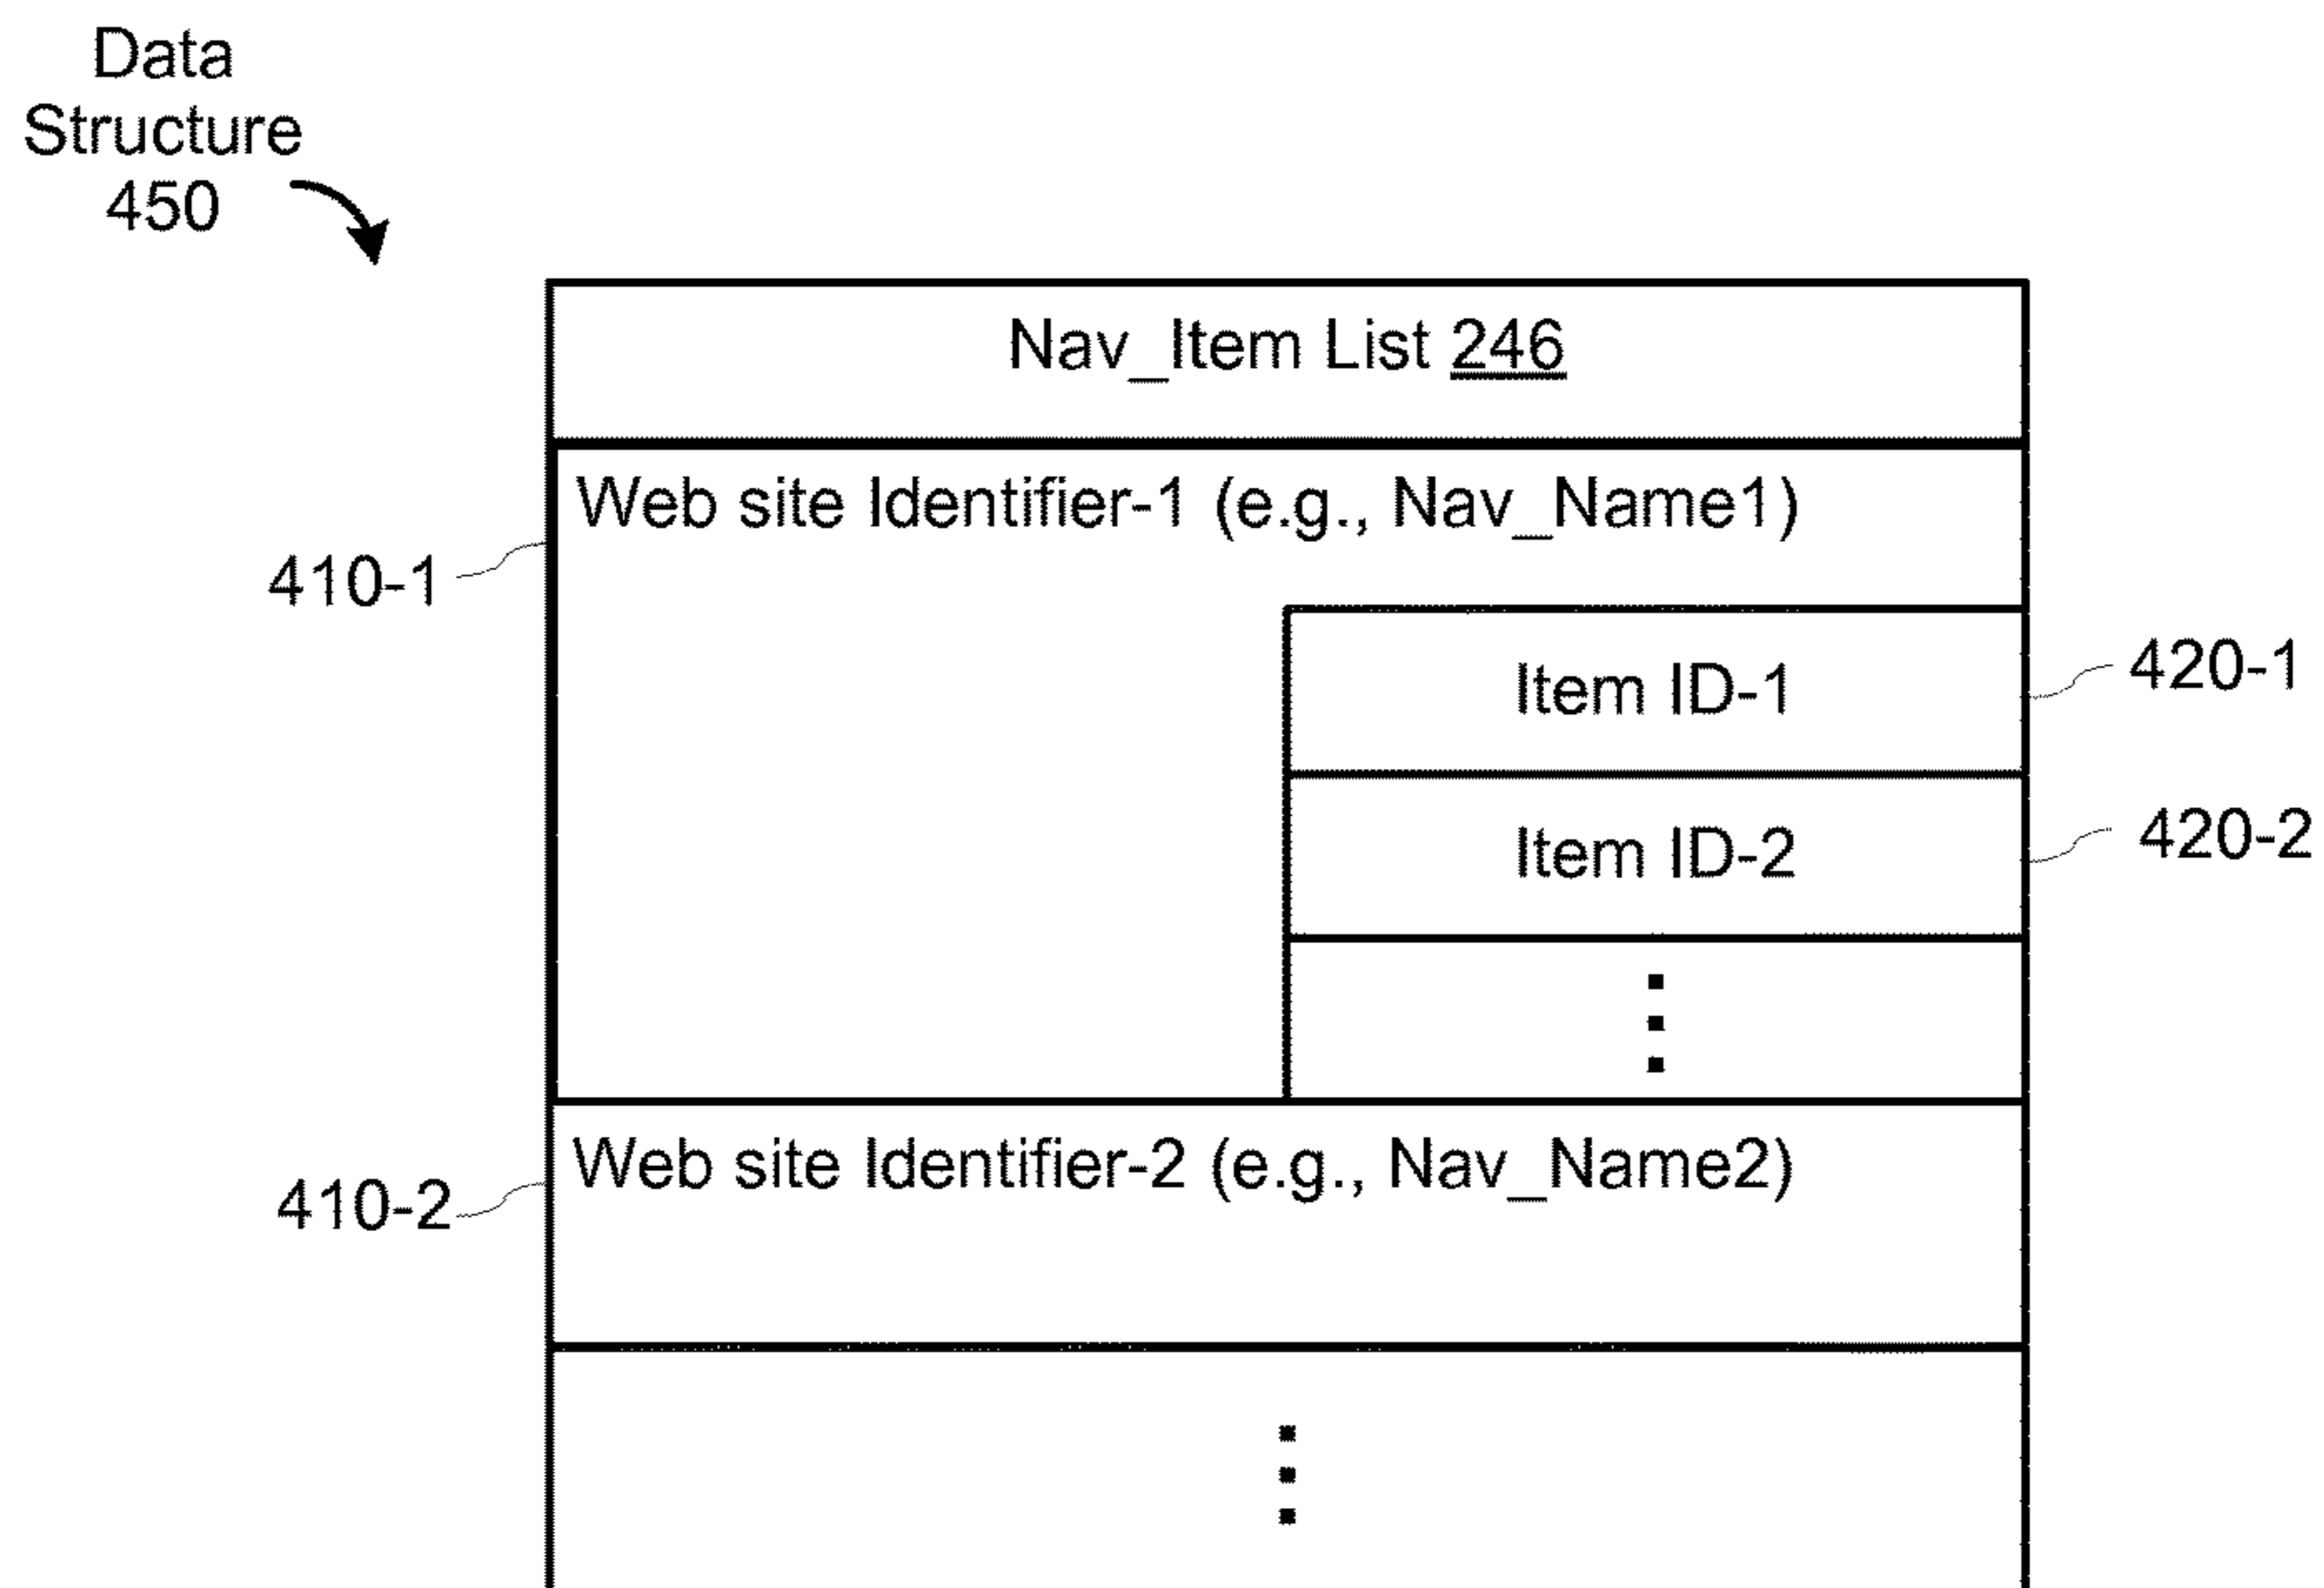 Data
Structure
450
Nav_Item List 246
Web site Identifier-1 (e.g., Nav_Name1)
410-1
Item ID-1
420-1
Item ID-2
420-2
Web site Identifier-2 (e.g., Nav_Name2)
410-2